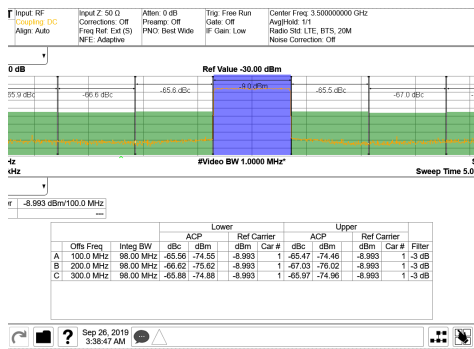 Input: RF Input Z: 50 Ω Atten: 0 dB Trig: Free Run Center Freq: 3.500000000 GHz
Coupling: DC Corrections: Off Preamp: Off Gate: Off Avg|Hold: 1/1
Align: Auto Freq Ref: Ext (S) PNO: Best Wide IF Gain: Low Radio Std: LTE, BTS, 20M
NFE: Adaptive Noise Correction: Off
0 dB Ref Value -30.00 dBm
-9.0 dBm
-65.6 dBc -65.5 dBc
-66.6 dBc -67.0 dBc
#Video BW 1.0000 MHz*
Sweep Time 5.0
-8.993 dBm/100.0 MHz
---
Lower Upper
ACP Ref Carrier ACP Ref Carrier
Offs Freq Integ BW dBc dBm dBm Car # dBc dBm dBm Car # Filter
A 100.0 MHz 98.00 MHz -65.56 -74.55 -8.993 1 -65.47 -74.46 -8.993 1 -3 dB
B 200.0 MHz 98.00 MHz -66.62 -75.62 -8.993 1 -67.03 -76.02 -8.993 1 -3 dB
C 300.0 MHz 98.00 MHz -65.88 -74.88 -8.993 1 -65.97 -74.96 -8.993 1 -3 dB
? Sep 26, 2019
3:38:47 AM